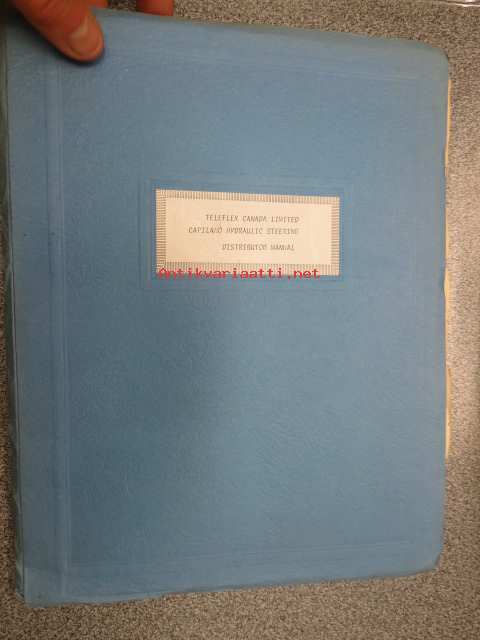 TELEFLEX CANADA LIMITED
CAPILANO HYDRAULIC STEERING
DISTRIBUTOR MANUAL
Antikvariaatti.net